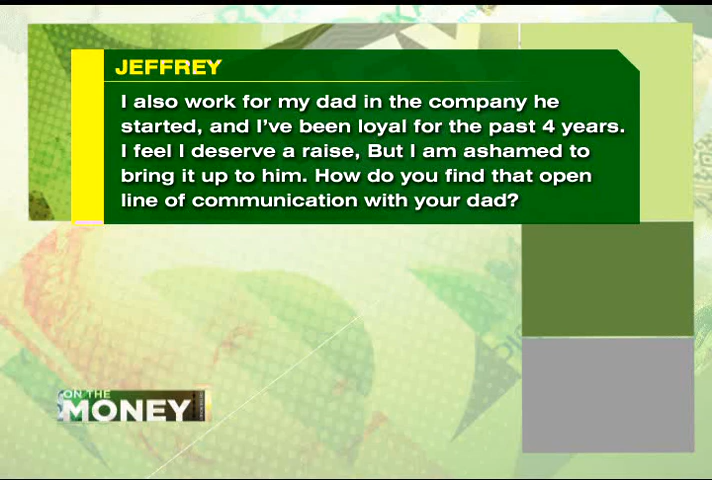 JEFFREY
I also work for my dad in the company he
started, and I've been loyal for the past 4 years.
I feel I deserve a raise, But I am ashamed to
bring it up to him. How do you find that open
line of communication with your dad?
ON THE
MONEY